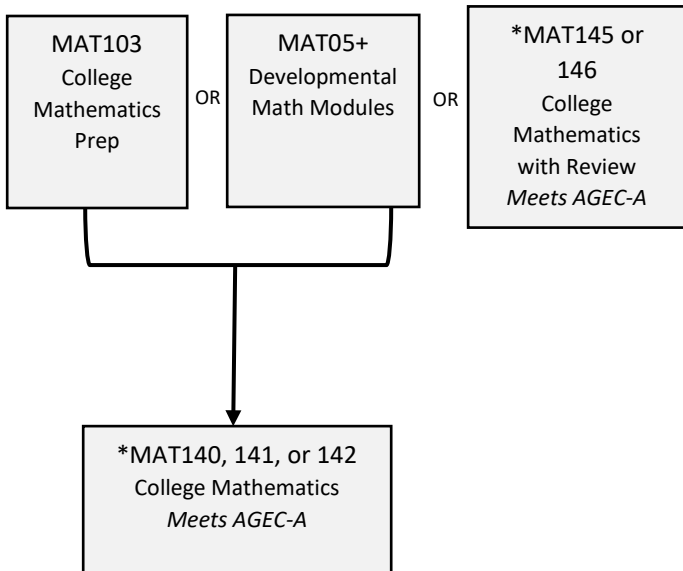 MAT103
College
Mathematics
Prep
OR
MAT05+
Developmental
Math Modules
OR
*MAT145 or
146
College
Mathematics
with Review
Meets AGEC-A
*MAT140, 141, or 142
College Mathematics
Meets AGEC-A